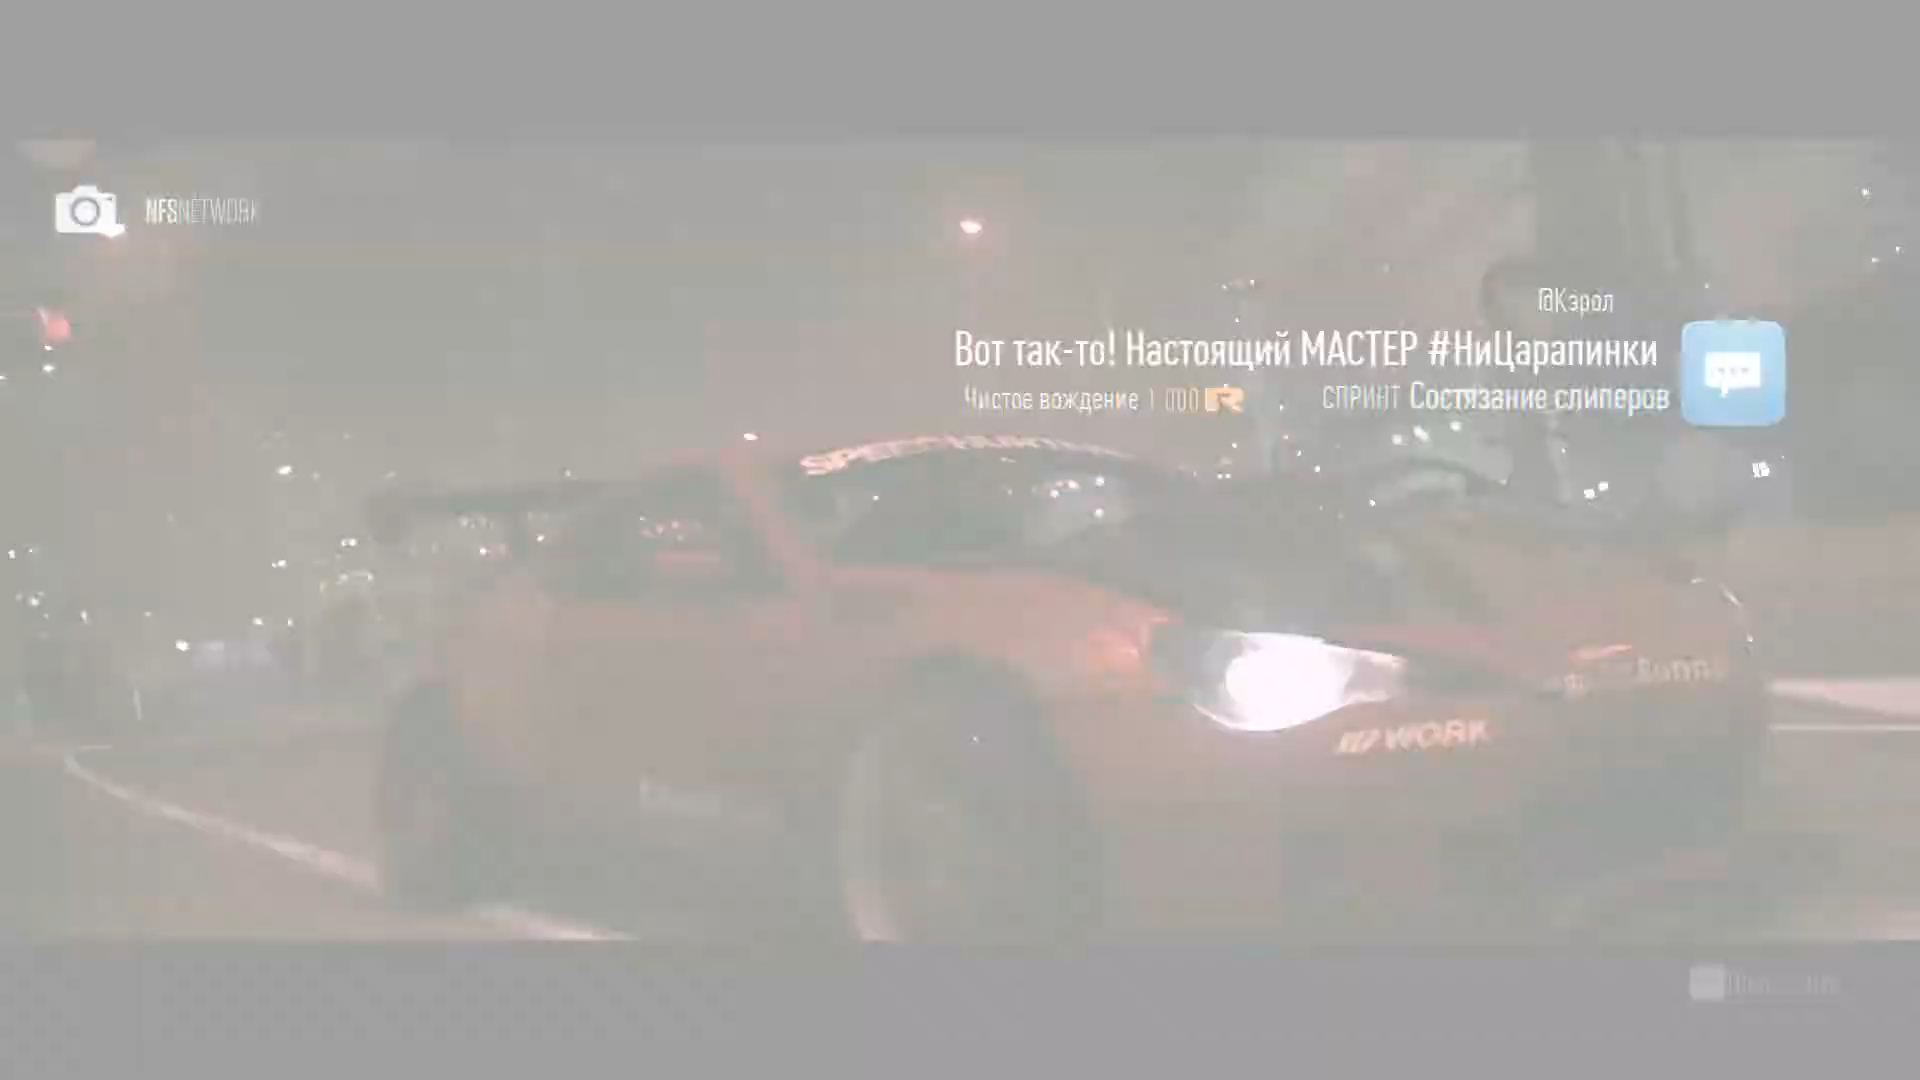 NFSNETWORK
@Кэрол
Вот так-то! Настоящий МАСТЕР #НиЦарапинки
Чистое вождение 1 000 СПРИНТ Состязание слиперов
WORK